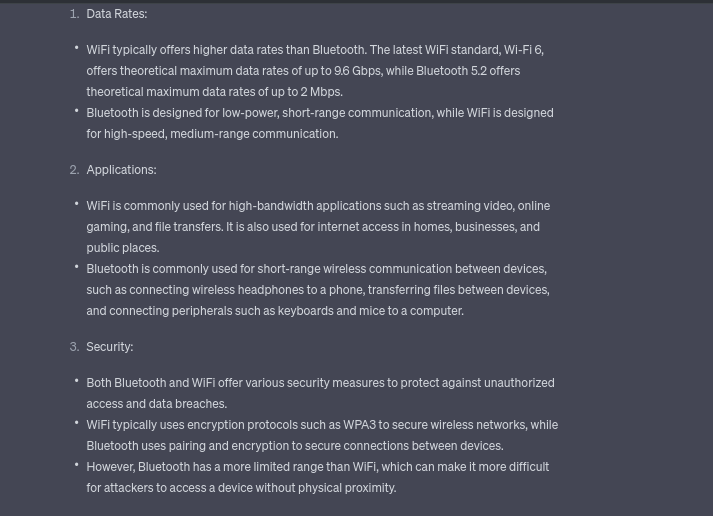 1. Data Rates:
• WiFi typically offers higher data rates than Bluetooth. The latest WiFi standard, Wi-Fi 6,
offers theoretical maximum data rates of up to 9.6 Gbps, while Bluetooth 5.2 offers
theoretical maximum data rates of up to 2 Mbps.
• Bluetooth is designed for low-power, short-range communication, while WiFi is designed
for high-speed, medium-range communication.
2. Applications:
• WiFi is commonly used for high-bandwidth applications such as streaming video, online
gaming, and file transfers. It is also used for internet access in homes, businesses, and
public places.
• Bluetooth is commonly used for short-range wireless communication between devices,
such as connecting wireless headphones to a phone, transferring files between devices,
and connecting peripherals such as keyboards and mice to a computer.
3. Security:
• Both Bluetooth and WiFi offer various security measures to protect against unauthorized
access and data breaches.
• WiFi typically uses encryption protocols such as WPA3 to secure wireless networks, while
Bluetooth uses pairing and encryption to secure connections between devices.
• However, Bluetooth has a more limited range than WiFi, which can make it more difficult
for attackers to access a device without physical proximity.